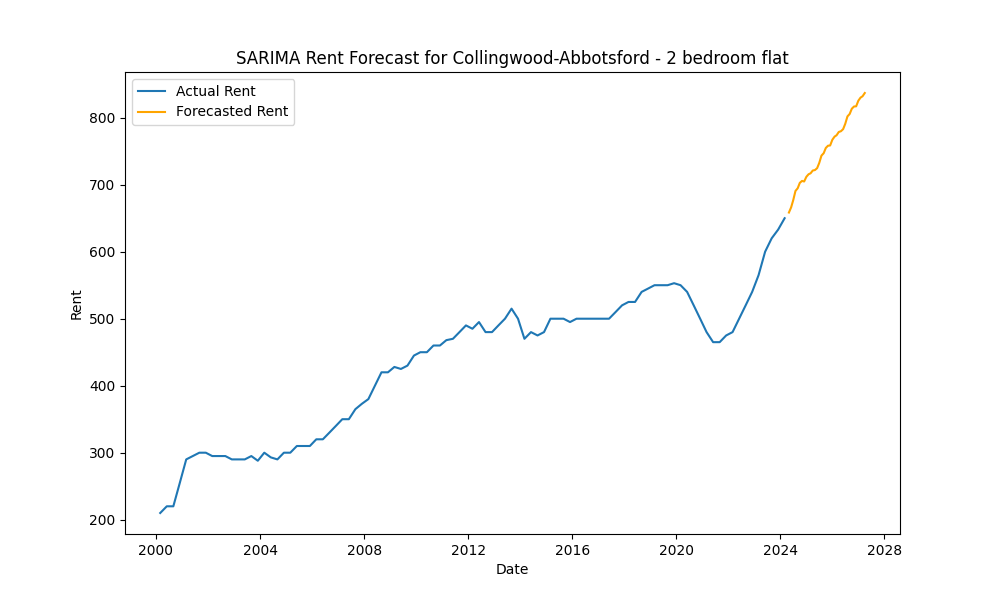 SARIMA Rent Forecast for Collingwood-Abbotsford - 2 bedroom flat
Actual Rent
Forecasted Rent
Rent
800
700
600
500
400
300
200
2000 2004 2008 2012 2016 2020 2024 2028
Date